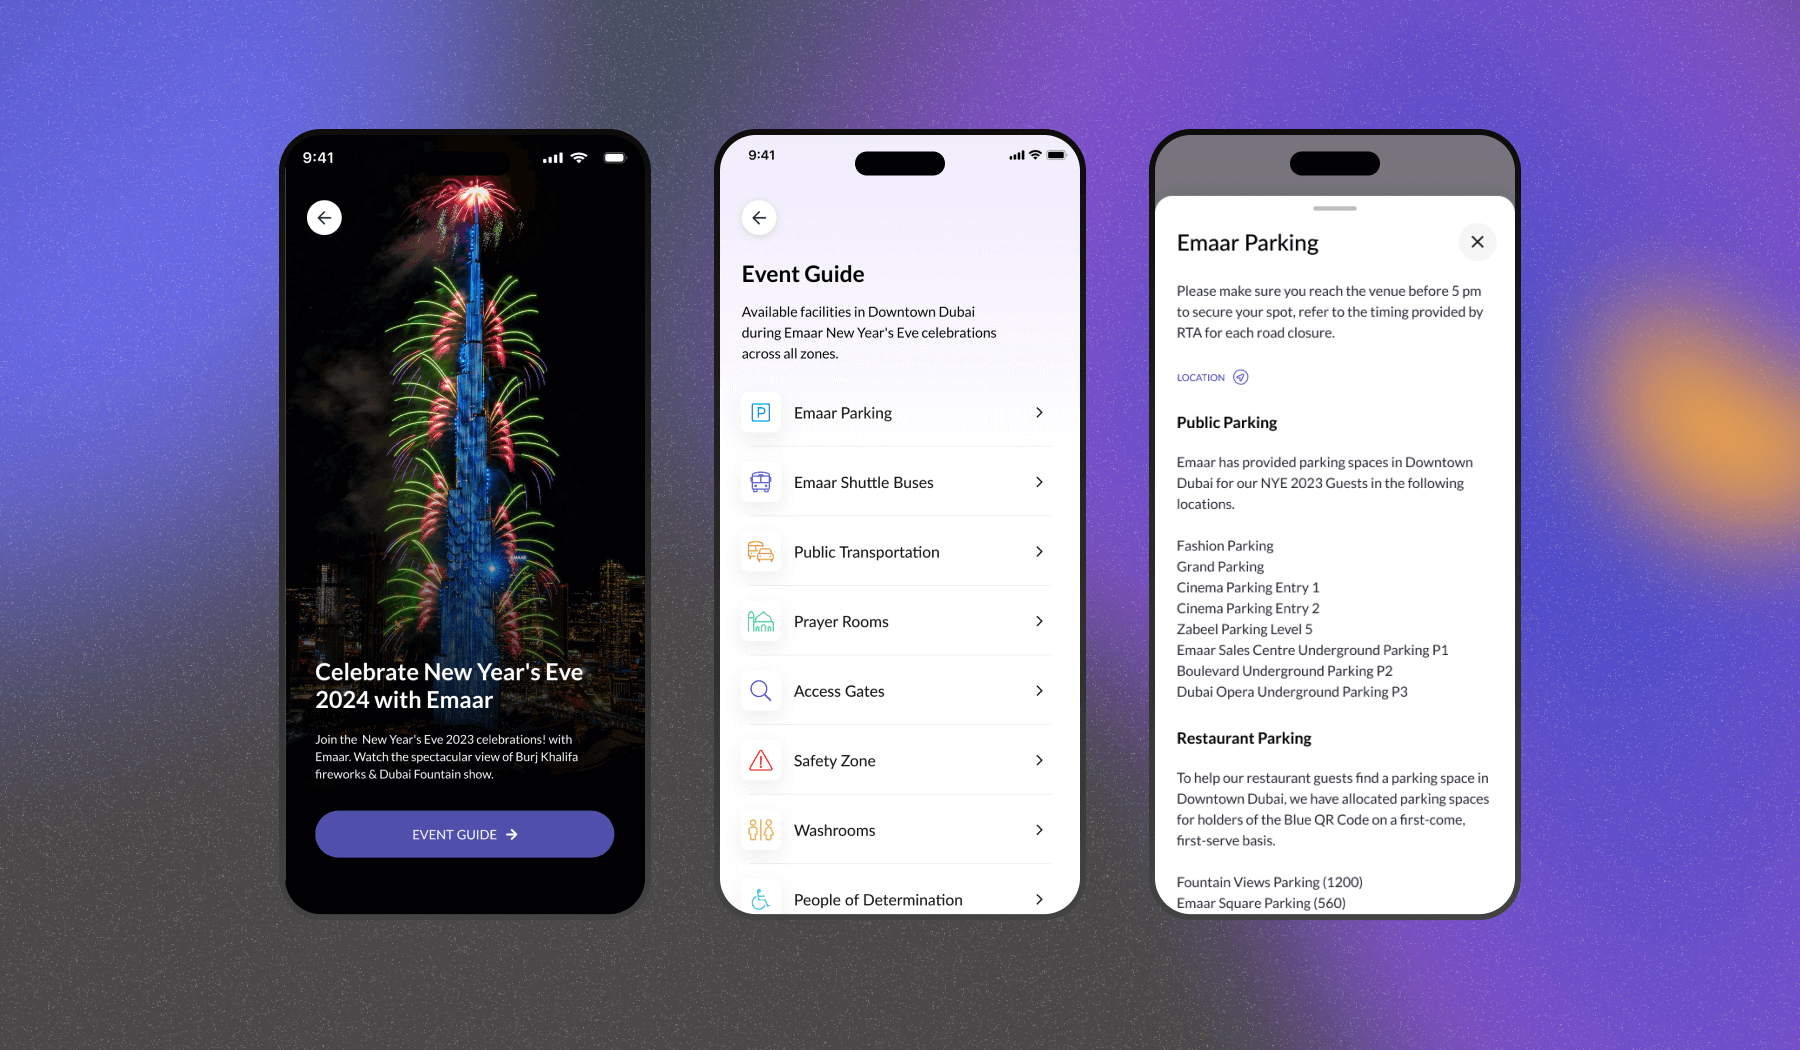 9:41
Celebrate New Year's Eve
2024 with Emaar
Join the New Year's Eve 2023 celebrations! with
Emaar. Watch the spectacular view of Burj Khalifa
fireworks & Dubai Fountain show.
EVENT GUIDE
9:41
Event Guide
Available facilities in Downtown Dubai
during Emaar New Year's Eve celebrations
across all zones.
Emaar Parking
Emaar Shuttle Buses
Public Transportation
Prayer Rooms
Access Gates
Safety Zone
Washrooms
People of Determination
Emaar Parking
Please make sure you reach the venue before 5 pm
to secure your spot, refer to the timing provided by
RTA for each road closure.
LOCATION
Public Parking
Emaar has provided parking spaces in Downtown
Dubai for our NYE 2023 Guests in the following
locations.
Fashion Parking
Grand Parking
Cinema Parking Entry 1
Cinema Parking Entry 2
Zabeel Parking Level 5
Emaar Sales Centre Underground Parking P1
Boulevard Underground Parking P2
Dubai Opera Underground Parking P3
Restaurant Parking
To help our restaurant guests find a parking space in
Downtown Dubai, we have allocated parking spaces
for holders of the Blue QR Code on a first-come,
first-serve basis.
Fountain Views Parking (1200)
Emaar Square Parking (560)